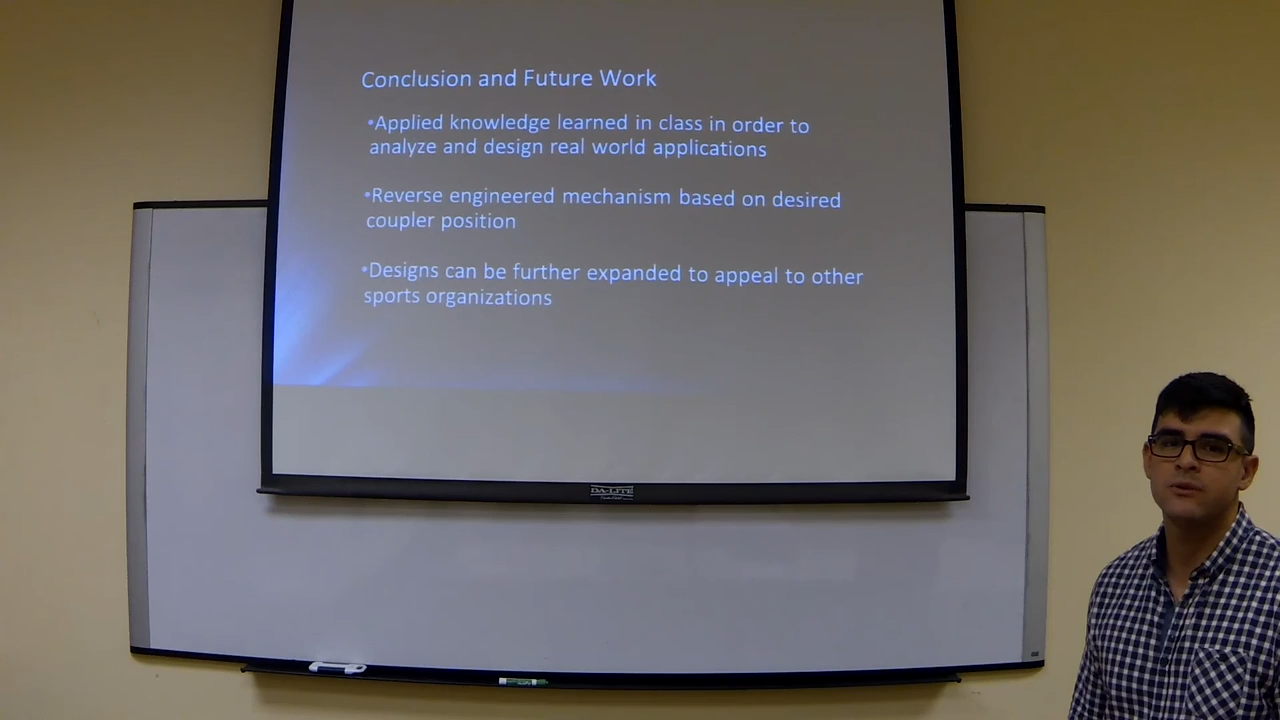 Conclusion and Future Work
•Applied knowledge learned in class in order to
analyze and design real world applications
•Reverse engineered mechanism based on desired
coupler position
•Designs can be further expanded to appeal to other
sports organizations
DA-LITE